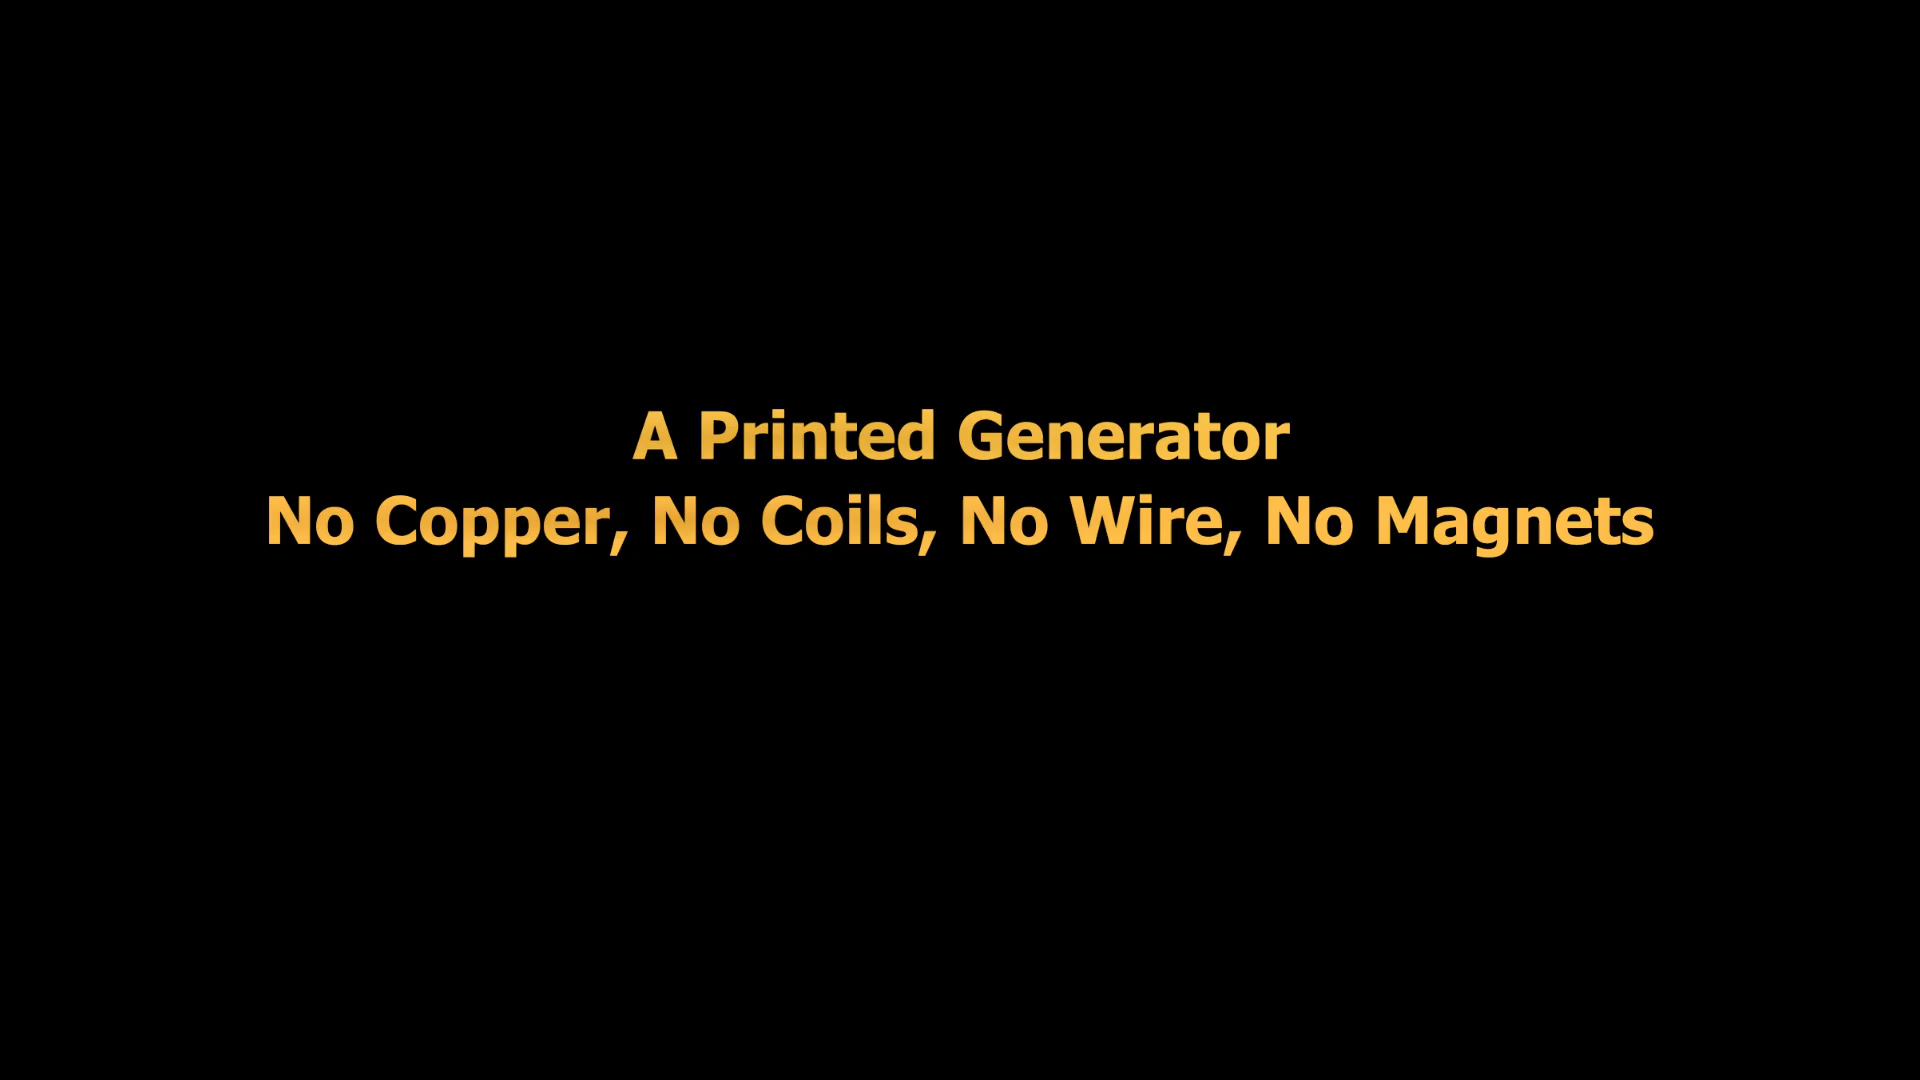 A Printed Generator
No Copper, No Coils, No Wire, No Magnets